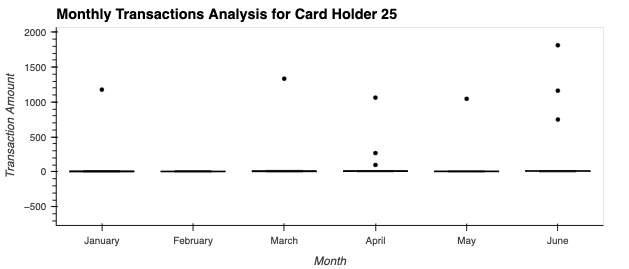 Monthly Transactions Analysis for Card Holder 25
Transaction Amount
2000
1500
1000
500
0
−500
January February March April May June
Month